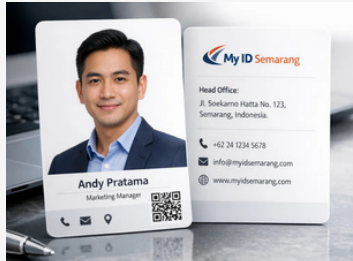 Andy Pratama
Marketing Manager
My ID Semarang
Head Office:
Jl. Soekarno Hatta No. 123,
Semarang, Indonesia.
+62 24 1234 5678
info@myidsemarang.com
www.myidsemarang.com